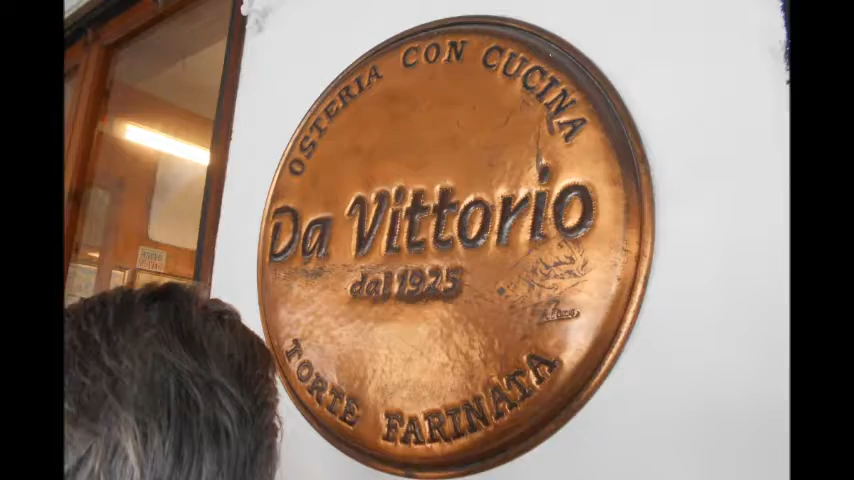 OSTERIA CON CUCINA
Da Vittorio
dal 1925
TORTE FARINATA